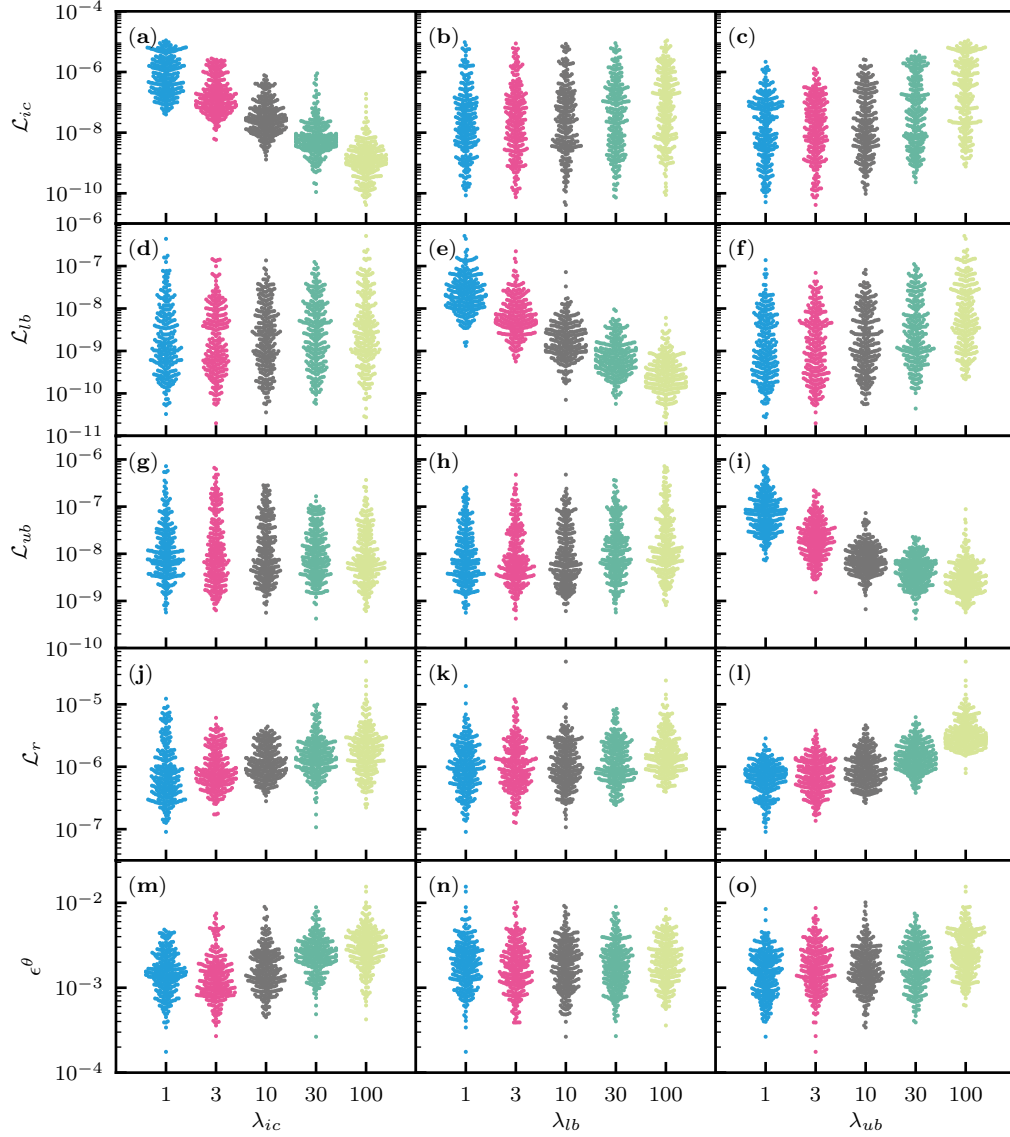 (a) (b) (c)
10⁻⁴
10⁻⁶
10⁻⁸
10⁻¹⁰
ℒ_ic
(d) (e) (f)
10⁻⁶
10⁻⁷
10⁻⁸
10⁻⁹
10⁻¹⁰
10⁻¹¹
ℒ_lb
(g) (h) (i)
10⁻⁶
10⁻⁷
10⁻⁸
10⁻⁹
10⁻¹⁰
ℒ_ub
(j) (k) (l)
10⁻⁵
10⁻⁶
10⁻⁷
ℒ_r
(m) (n) (o)
10⁻²
10⁻³
10⁻⁴
ϵ^θ
1 3 10 30 100 1 3 10 30 100 1 3 10 30 100
λ_ic λ_lb λ_ub